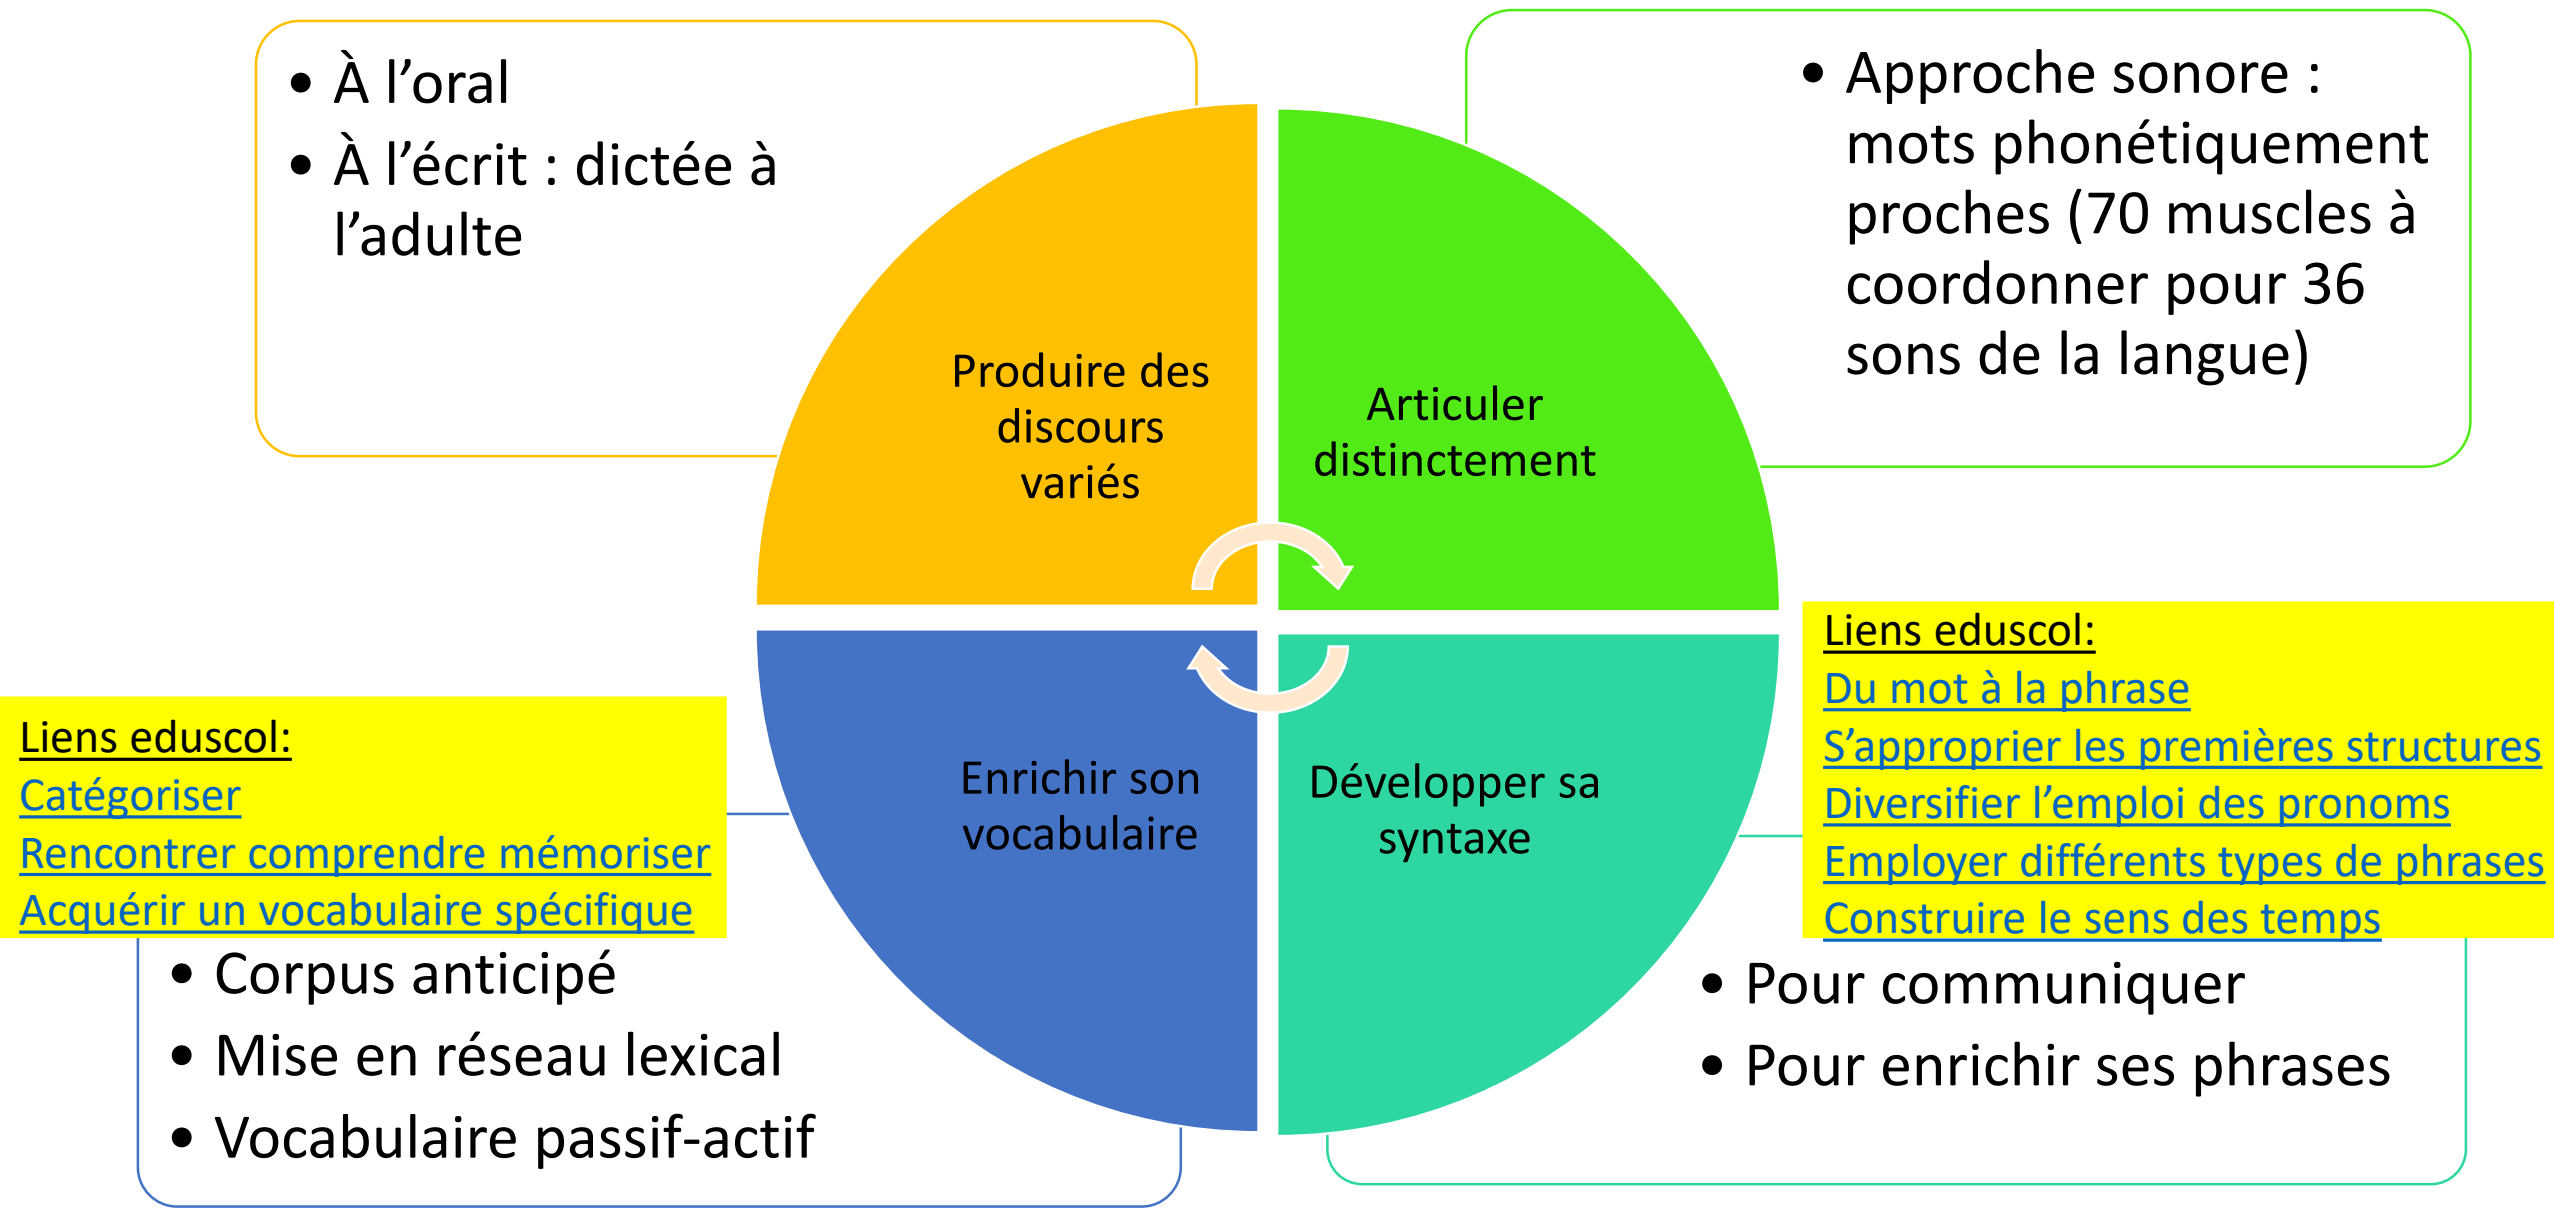 • À l’oral
• À l’écrit : dictée à
l’adulte
• Approche sonore :
mots phonétiquement
proches (70 muscles à
coordonner pour 36
sons de la langue)
Produire des
discours
variés
Articuler
distinctement
Enrichir son
vocabulaire
Développer sa
syntaxe
Liens eduscol:
Catégoriser
Rencontrer comprendre mémoriser
Acquérir un vocabulaire spécifique
• Corpus anticipé
• Mise en réseau lexical
• Vocabulaire passif-actif
Liens eduscol:
Du mot à la phrase
S’approprier les premières structures
Diversifier l’emploi des pronoms
Employer différents types de phrases
Construire le sens des temps
• Pour communiquer
• Pour enrichir ses phrases